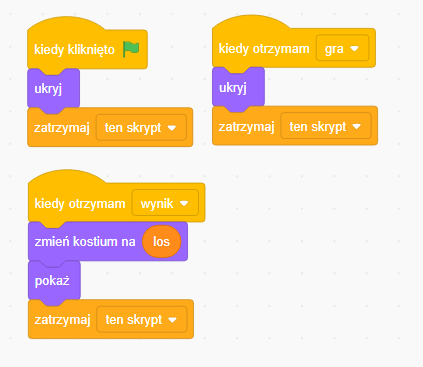 kiedy kliknięto
ukryj
zatrzymaj ten skrypt
kiedy otrzymam gra
ukryj
zatrzymaj ten skrypt
kiedy otrzymam wynik
zmień kostium na los
pokaż
zatrzymaj ten skrypt